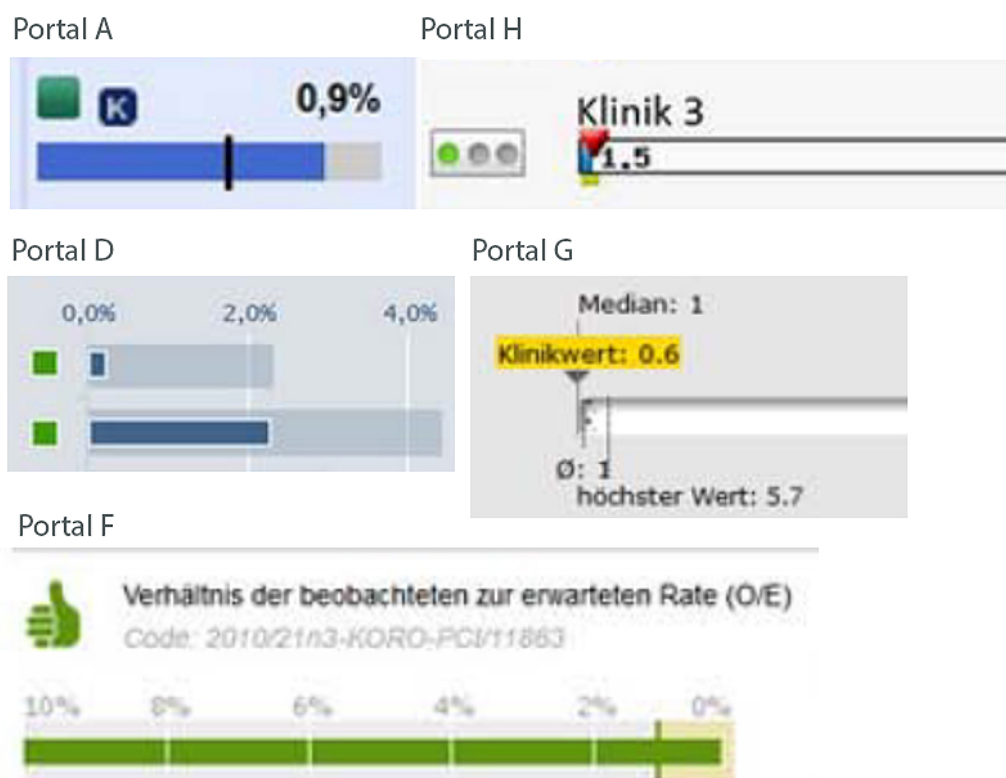 Portal A
Portal H
K
0,9%
Klinik 3
1.5
Portal D
Portal G
0,0% 2,0% 4,0%
Median: 1
Klinikwert: 0.6
Ø: 1
höchster Wert: 5.7
Portal F
Verhältnis der beobachteten zur erwarteten Rate (O/E)
Code: 2010/21n3-KORO-PCI/11863
10% 8% 6% 4% 2% 0%